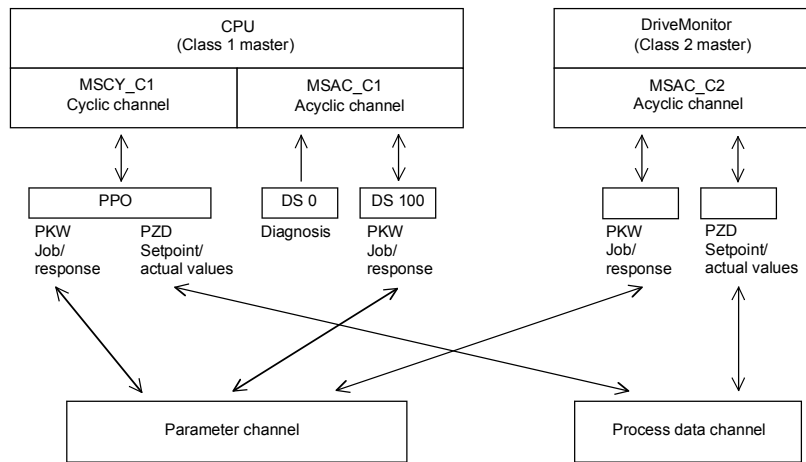 CPU
(Class 1 master)
DriveMonitor
(Class 2 master)
MSCY_C1
Cyclic channel
MSAC_C1
Acyclic channel
MSAC_C2
Acyclic channel
PPO
DS 0
DS 100
PKW
Job/
response
PZD
Setpoint/
actual values
Diagnosis
PKW
Job/
response
PKW
Job/
response
PZD
Setpoint/
actual values
Parameter channel
Process data channel